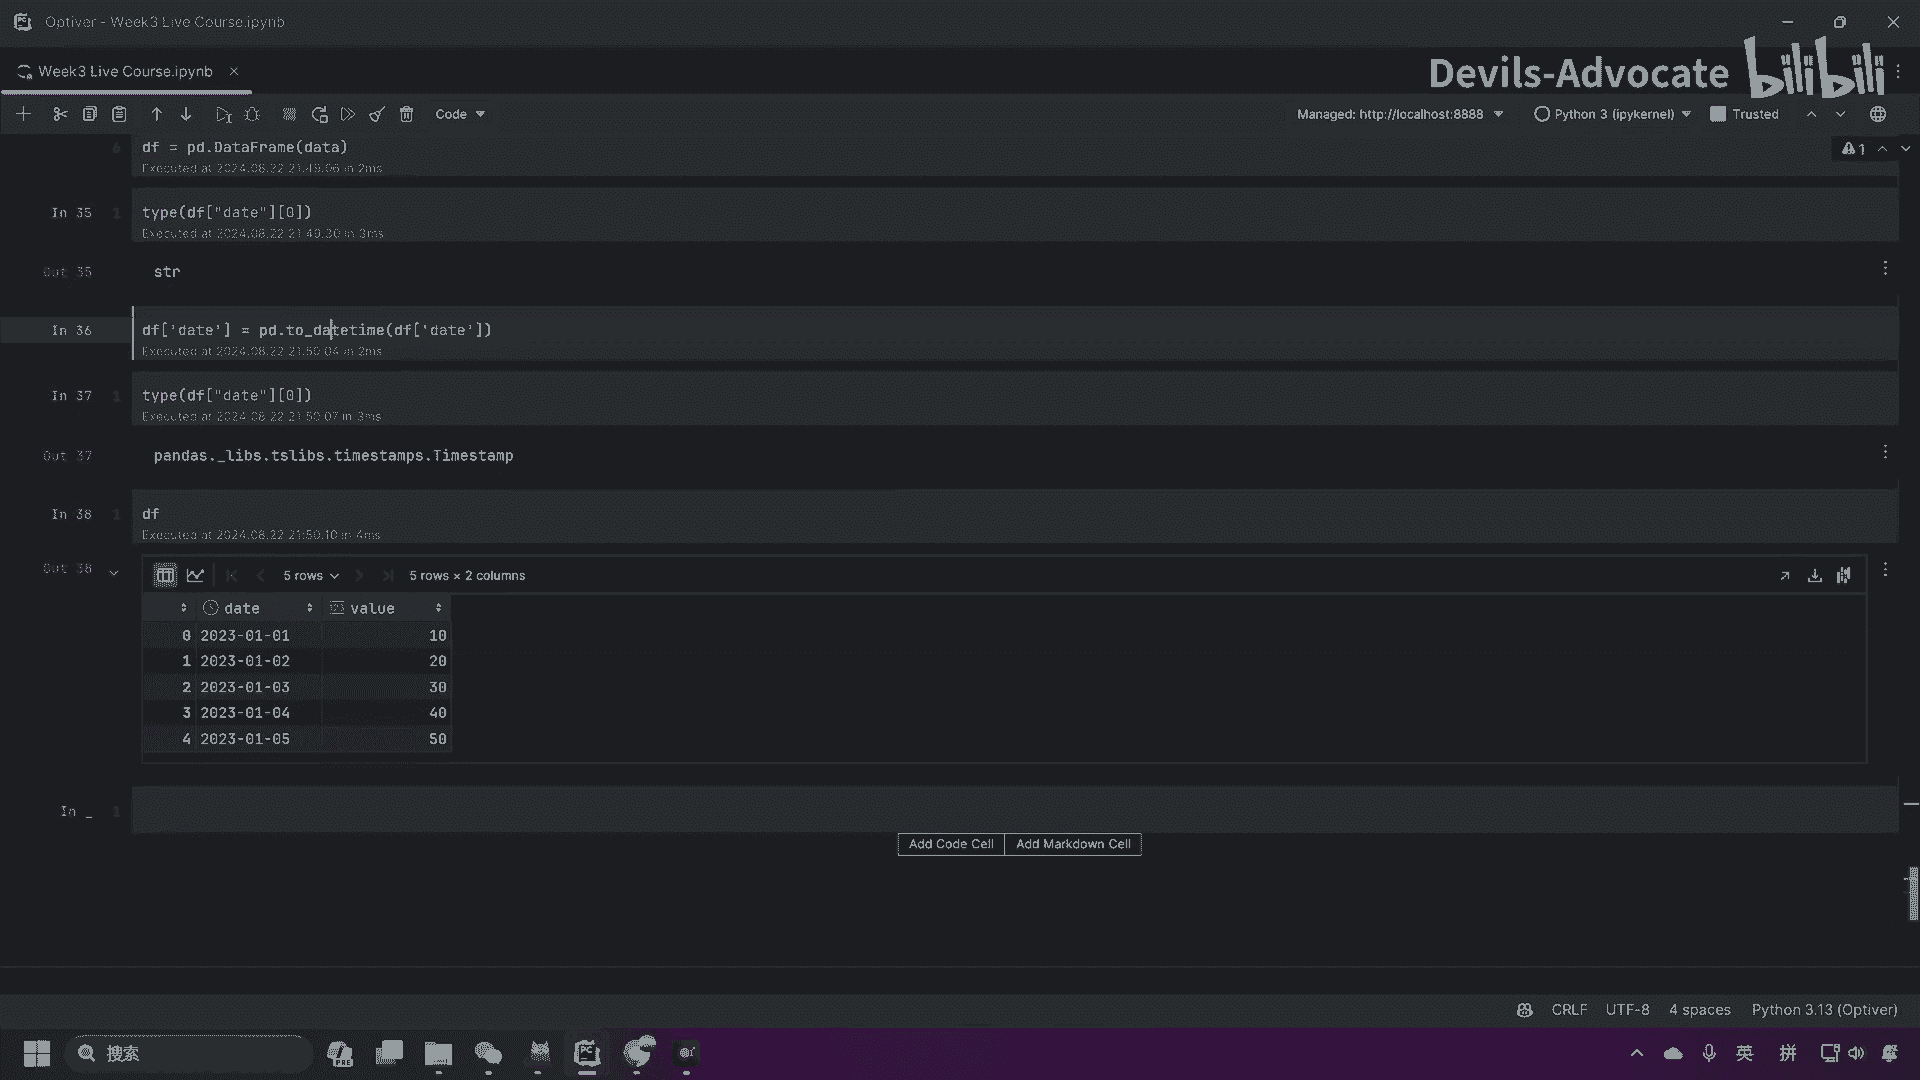 Optiver - Week3 Live Course.ipynb
Week3 Live Course.ipynb
Devils-Advocate bilibili
Code
Managed: http://localhost:8888
Python 3 (ipykernel)
Trusted
6 df = pd.DataFrame(data)
1
Executed at 2024.08.22 21:49:06 in 2ms
In 35 1 type(df["date"][0])
Executed at 2024.08.22 21:49:30 in 3ms
Out 35 str
In 36 df['date'] = pd.to_datetime(df['date'])
Executed at 2024.08.22 21:50:04 in 2ms
In 37 1 type(df["date"][0])
Executed at 2024.08.22 21:50:07 in 3ms
Out 37 pandas._libs.tslibs.timestamps.Timestamp
In 38 1 df
Executed at 2024.08.22 21:50:10 in 4ms
Out 38 5 rows 5 rows × 2 columns
date 123 value
0 2023-01-01 10
1 2023-01-02 20
2 2023-01-03 30
3 2023-01-04 40
4 2023-01-05 50
In _ 1
Add Code Cell Add Markdown Cell
CRLF UTF-8 4 spaces Python 3.13 (Optiver)
搜索
PRE
PC
英 拼